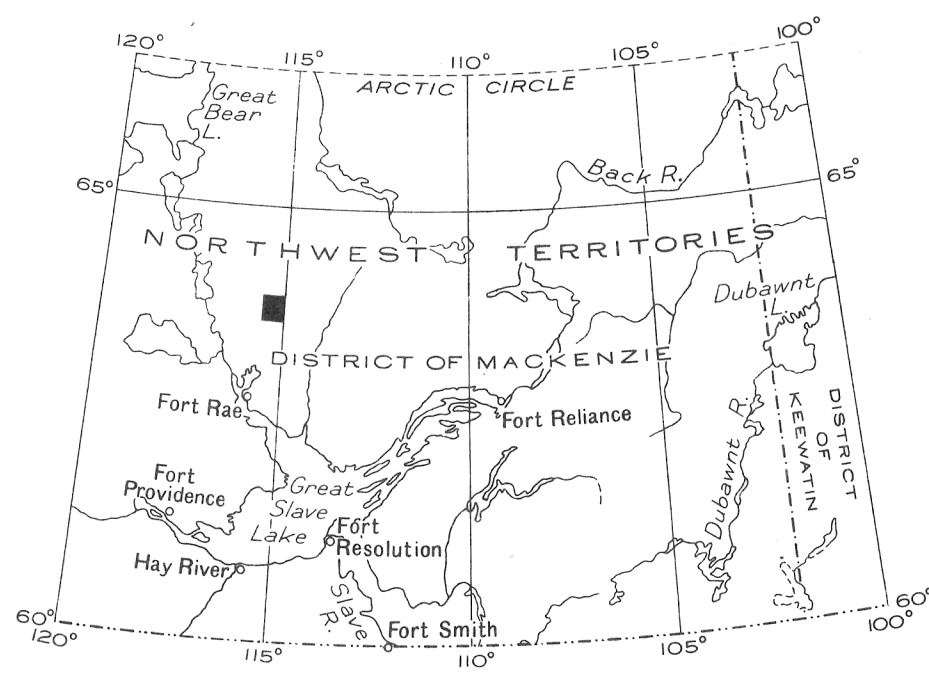 120°
115°
110°
105°
100°
ARCTIC CIRCLE
Great
Bear
L.
Back R.
65°
65°
NORTHWEST TERRITORIES
Dubawnt
L.
DISTRICT OF MACKENZIE
Fort Rae
Fort Reliance
DISTRICT
OF
KEEWATIN
Dubawnt R.
Fort
Providence
Great
Slave
Lake
Fort
Resolution
Hay River
Slave
R.
Fort Smith
60°
60°
120°
115°
110°
105°
100°